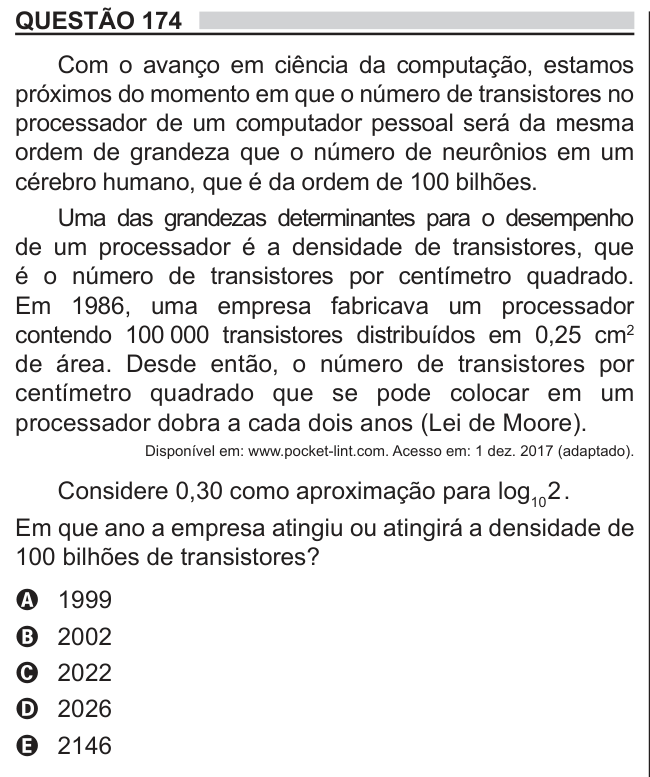 QUESTÃO 174
Com o avanço em ciência da computação, estamos
próximos do momento em que o número de transistores no
processador de um computador pessoal será da mesma
ordem de grandeza que o número de neurônios em um
cérebro humano, que é da ordem de 100 bilhões.
Uma das grandezas determinantes para o desempenho
de um processador é a densidade de transistores, que
é o número de transistores por centímetro quadrado.
Em 1986, uma empresa fabricava um processador
contendo 100 000 transistores distribuídos em 0,25 cm²
de área. Desde então, o número de transistores por
centímetro quadrado que se pode colocar em um
processador dobra a cada dois anos (Lei de Moore).
Disponível em: www.pocket-lint.com. Acesso em: 1 dez. 2017 (adaptado).
Considere 0,30 como aproximação para log₁₀2.
Em que ano a empresa atingiu ou atingirá a densidade de
100 bilhões de transistores?
A 1999
B 2002
C 2022
D 2026
E 2146